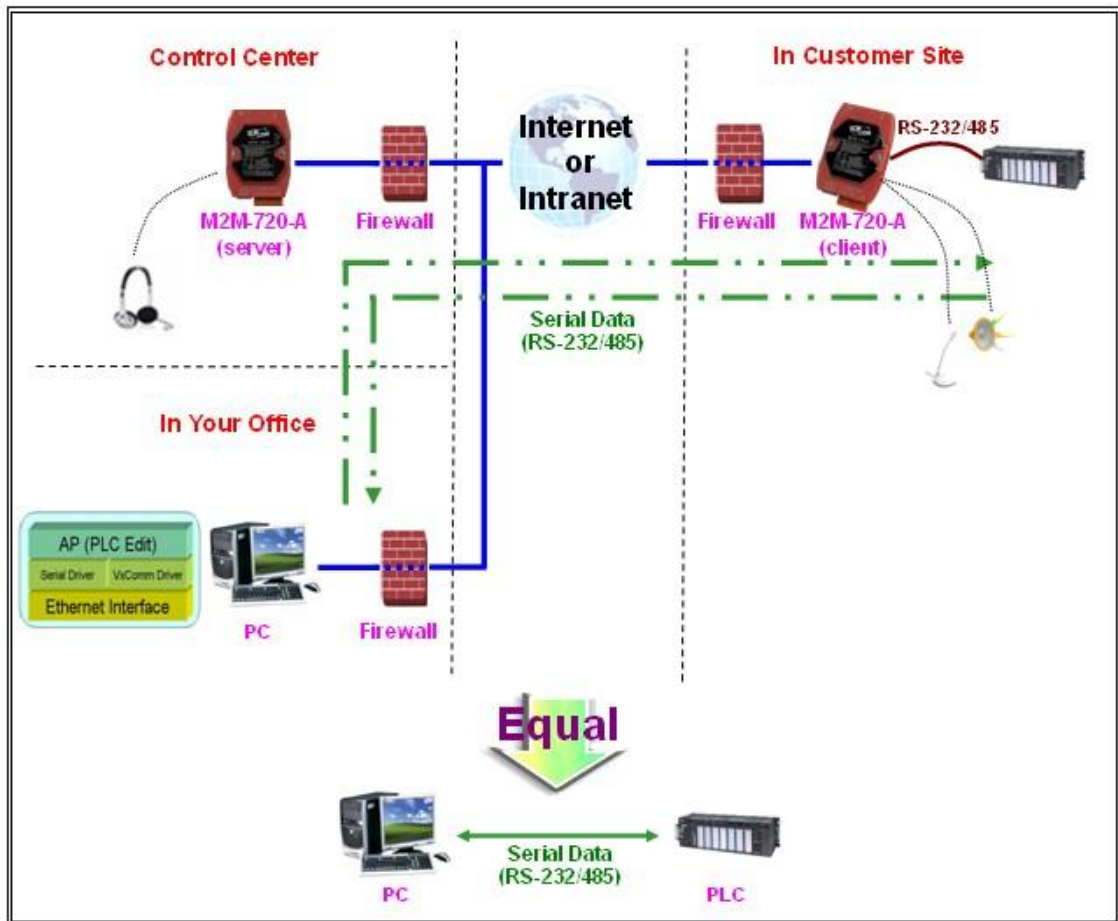 Control Center
In Customer Site
Internet
or
Intranet
RS-232/485
M2M-720-A
(server)
Firewall
Firewall
M2M-720-A
(client)
Serial Data
(RS-232/485)
In Your Office
AP (PLC Edit)
Serial Driver
VxComm Driver
Ethernet Interface
PC
Firewall
Equal
Serial Data
(RS-232/485)
PC
PLC